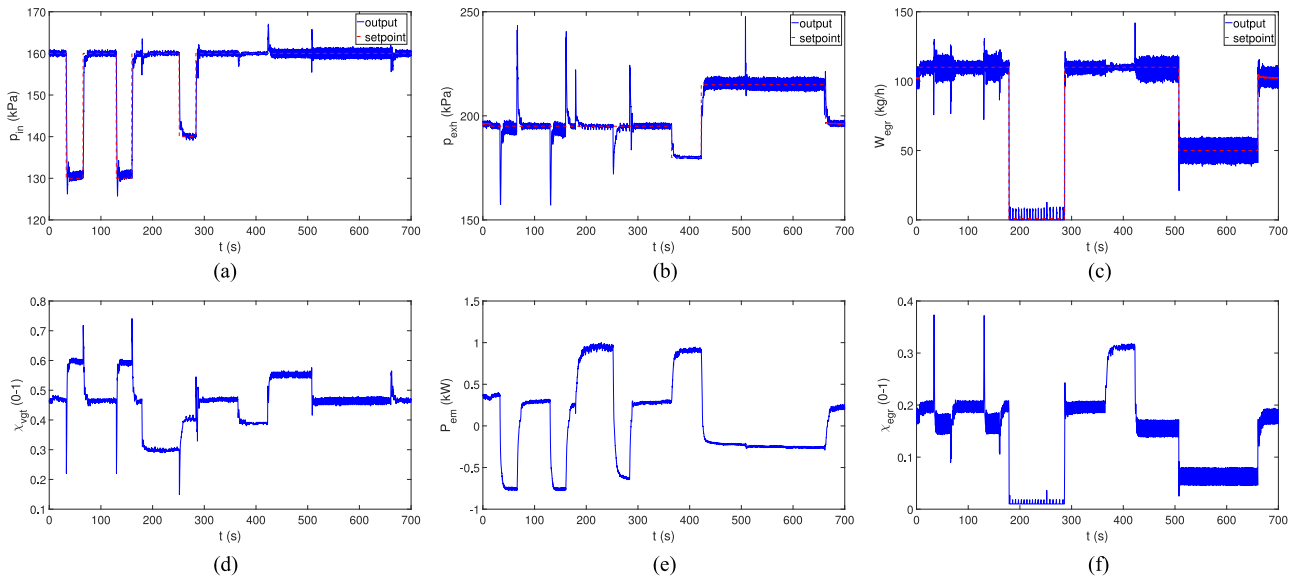 output
setpoint
p_in (kPa)
120
130
140
150
160
170
0 100 200 300 400 500 600 700
t (s)
(a)
output
setpoint
p_exh (kPa)
150
200
250
0 100 200 300 400 500 600 700
t (s)
(b)
output
setpoint
W_egr (kg/h)
0
50
100
150
0 100 200 300 400 500 600 700
t (s)
(c)
χ_vgt (0-1)
0.1
0.2
0.3
0.4
0.5
0.6
0.7
0.8
0 100 200 300 400 500 600 700
t (s)
(d)
P_em (kW)
-1
-0.5
0
0.5
1
1.5
0 100 200 300 400 500 600 700
t (s)
(e)
χ_egr (0-1)
0
0.1
0.2
0.3
0.4
0 100 200 300 400 500 600 700
t (s)
(f)